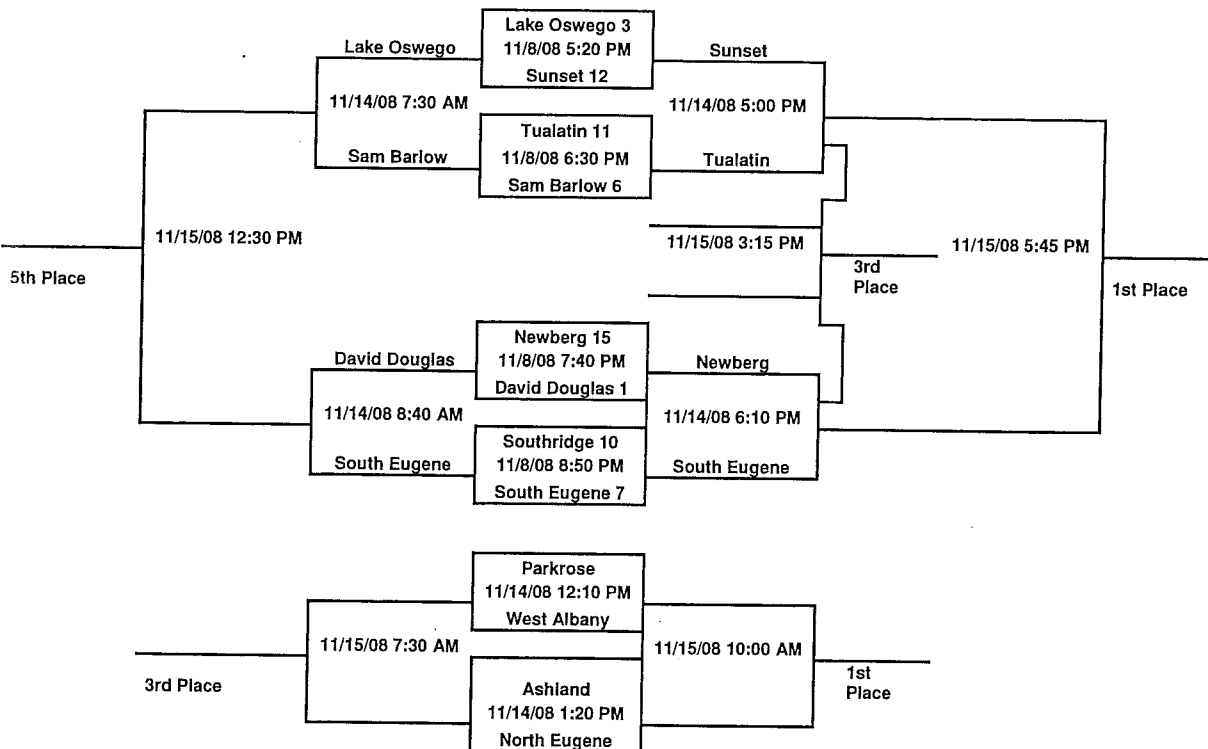 Lake Oswego 3
Lake Oswego
11/8/08 5:20 PM
Sunset
Sunset 12
11/14/08 7:30 AM
11/14/08 5:00 PM
Tualatin 11
Sam Barlow
11/8/08 6:30 PM
Tualatin
Sam Barlow 6
11/15/08 12:30 PM
11/15/08 3:15 PM
11/15/08 5:45 PM
5th Place
3rd
Place
1st Place
Newberg 15
David Douglas
11/8/08 7:40 PM
Newberg
David Douglas 1
11/14/08 8:40 AM
11/14/08 6:10 PM
Southridge 10
South Eugene
11/8/08 8:50 PM
South Eugene
South Eugene 7
Parkrose
11/14/08 12:10 PM
West Albany
11/15/08 7:30 AM
11/15/08 10:00 AM
3rd Place
1st
Place
Ashland
11/14/08 1:20 PM
North Eugene